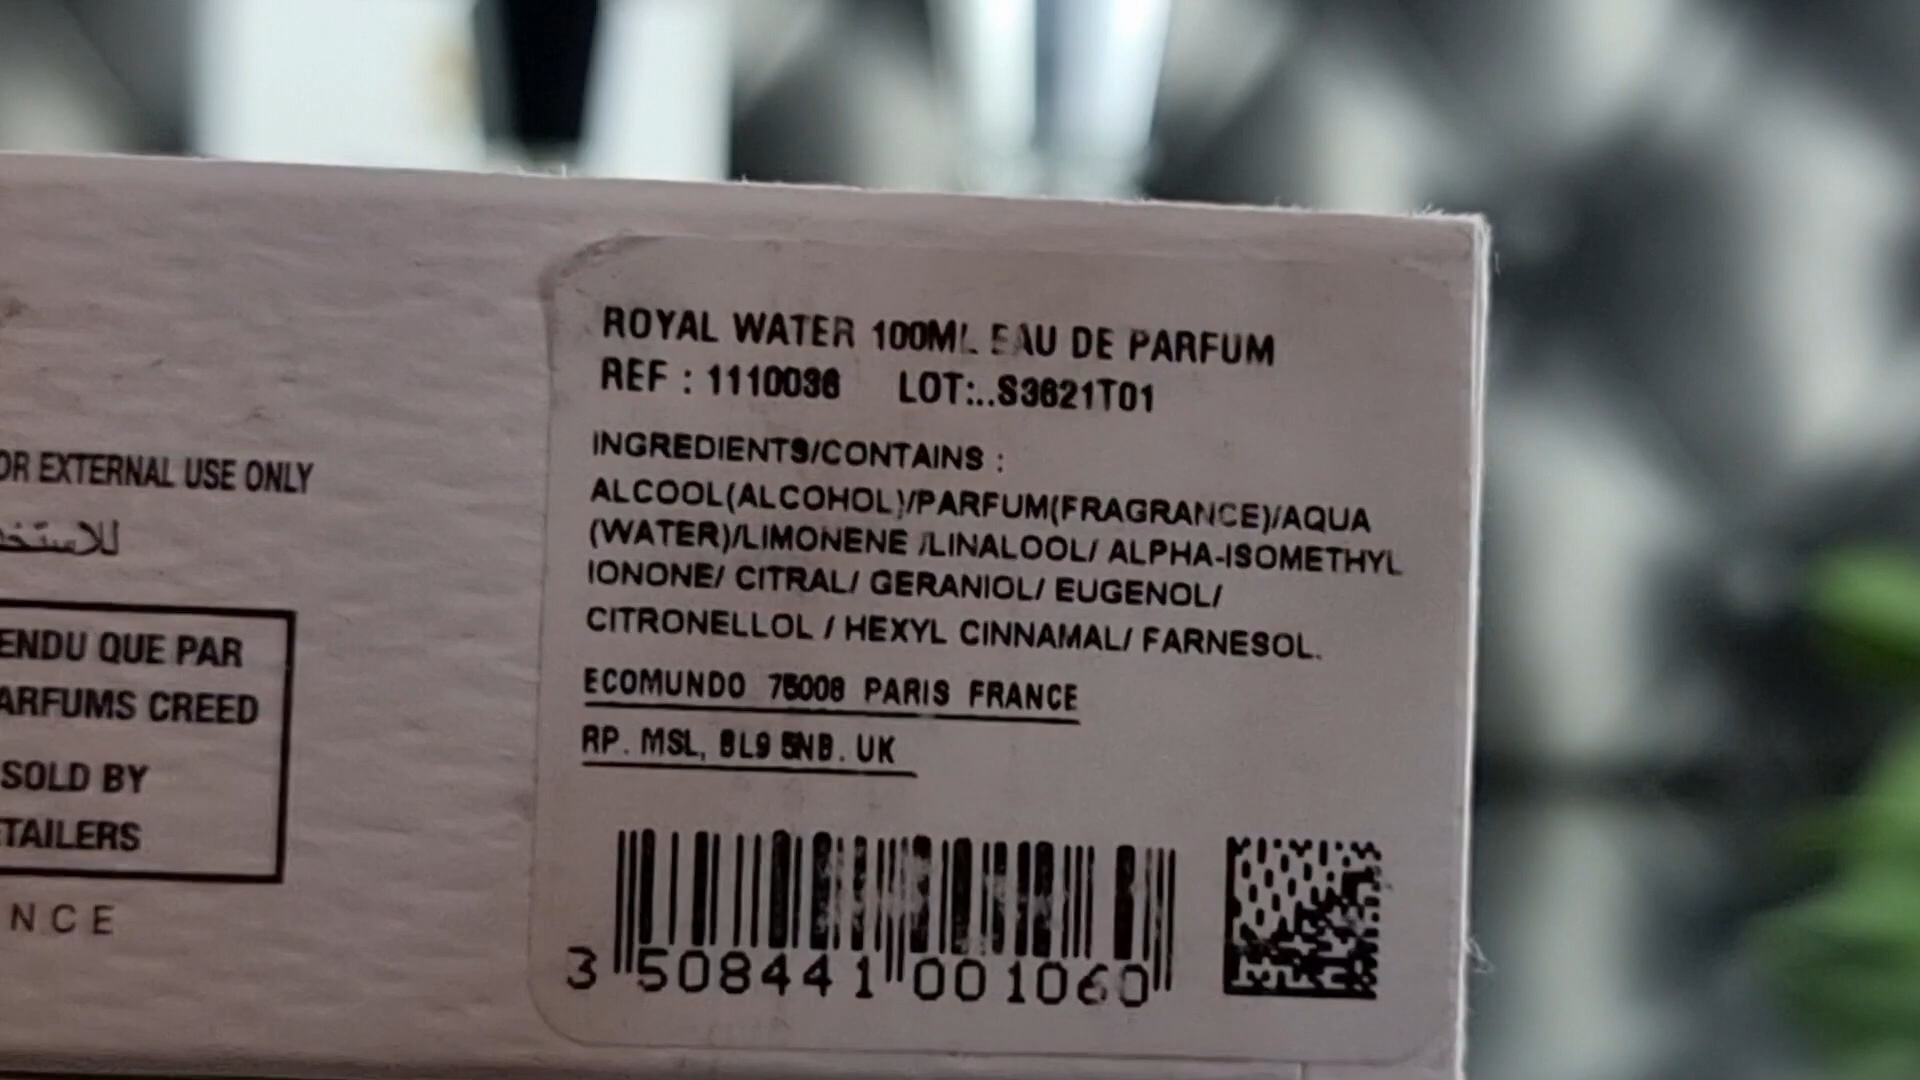 OR EXTERNAL USE ONLY
ENDU QUE PAR
ARFUMS CREED
SOLD BY
ETAILERS
NCE
ROYAL WATER 100ML EAU DE PARFUM
REF : 1110036 LOT:..S3621T01
INGREDIENTS/CONTAINS :
ALCOOL(ALCOHOL)/PARFUM(FRAGRANCE)/AQUA
(WATER)/LIMONENE /LINALOOL/ ALPHA-ISOMETHYL
IONONE/ CITRAL/ GERANIOL/ EUGENOL/
CITRONELLOL / HEXYL CINNAMAL/ FARNESOL.
ECOMUNDO 75008 PARIS FRANCE
RP. MSL, BL9 5NB. UK
3 508441 001060